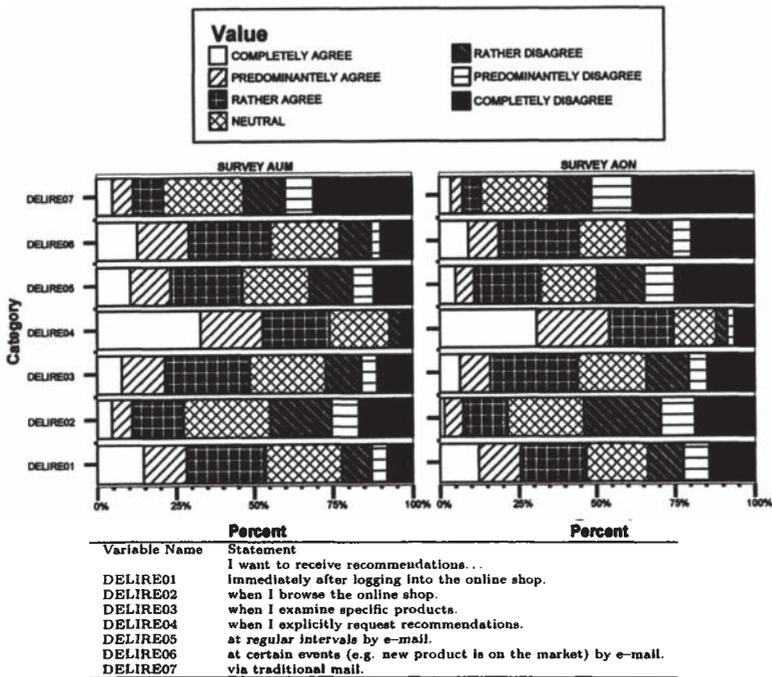 Value
COMPLETELY AGREE RATHER DISAGREE
PREDOMINANTELY AGREE PREDOMINANTELY DISAGREE
RATHER AGREE COMPLETELY DISAGREE
NEUTRAL
SURVEY AUM SURVEY AON
Category
DELIRE07
DELIRE06
DELIRE05
DELIRE04
DELIRE03
DELIRE02
DELIRE01
0% 25% 50% 75% 100% 0% 25% 50% 75% 100%
Percent Percent
Variable Name Statement
I want to receive recommendations...
DELIRE01 immediately after logging into the online shop.
DELIRE02 when I browse the online shop.
DELIRE03 when I examine specific products.
DELIRE04 when I explicitly request recommendations.
DELIRE05 at regular intervals by e-mail.
DELIRE06 at certain events (e.g. new product is on the market) by e-mail.
DELIRE07 via traditional mail.